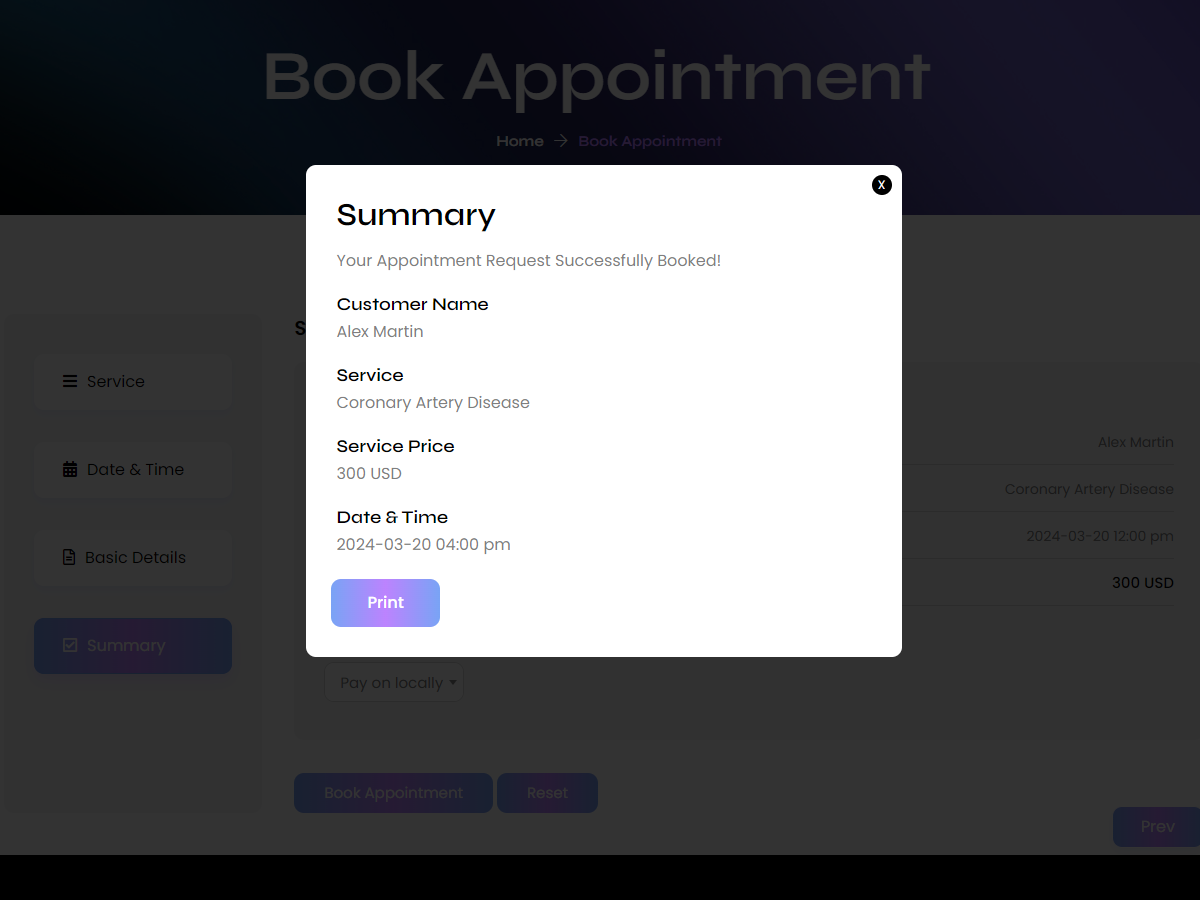 Book Appointment
Home → Book Appointment
X
Summary
Your Appointment Request Successfully Booked!
Customer Name
Alex Martin
Service
Coronary Artery Disease
Service Price
300 USD
Date & Time
2024-03-20 04:00 pm
Print
Service
Date & Time
Basic Details
Summary
S
Alex Martin
Coronary Artery Disease
2024-03-20 12:00 pm
300 USD
Pay on locally
Book Appointment
Reset
Prev